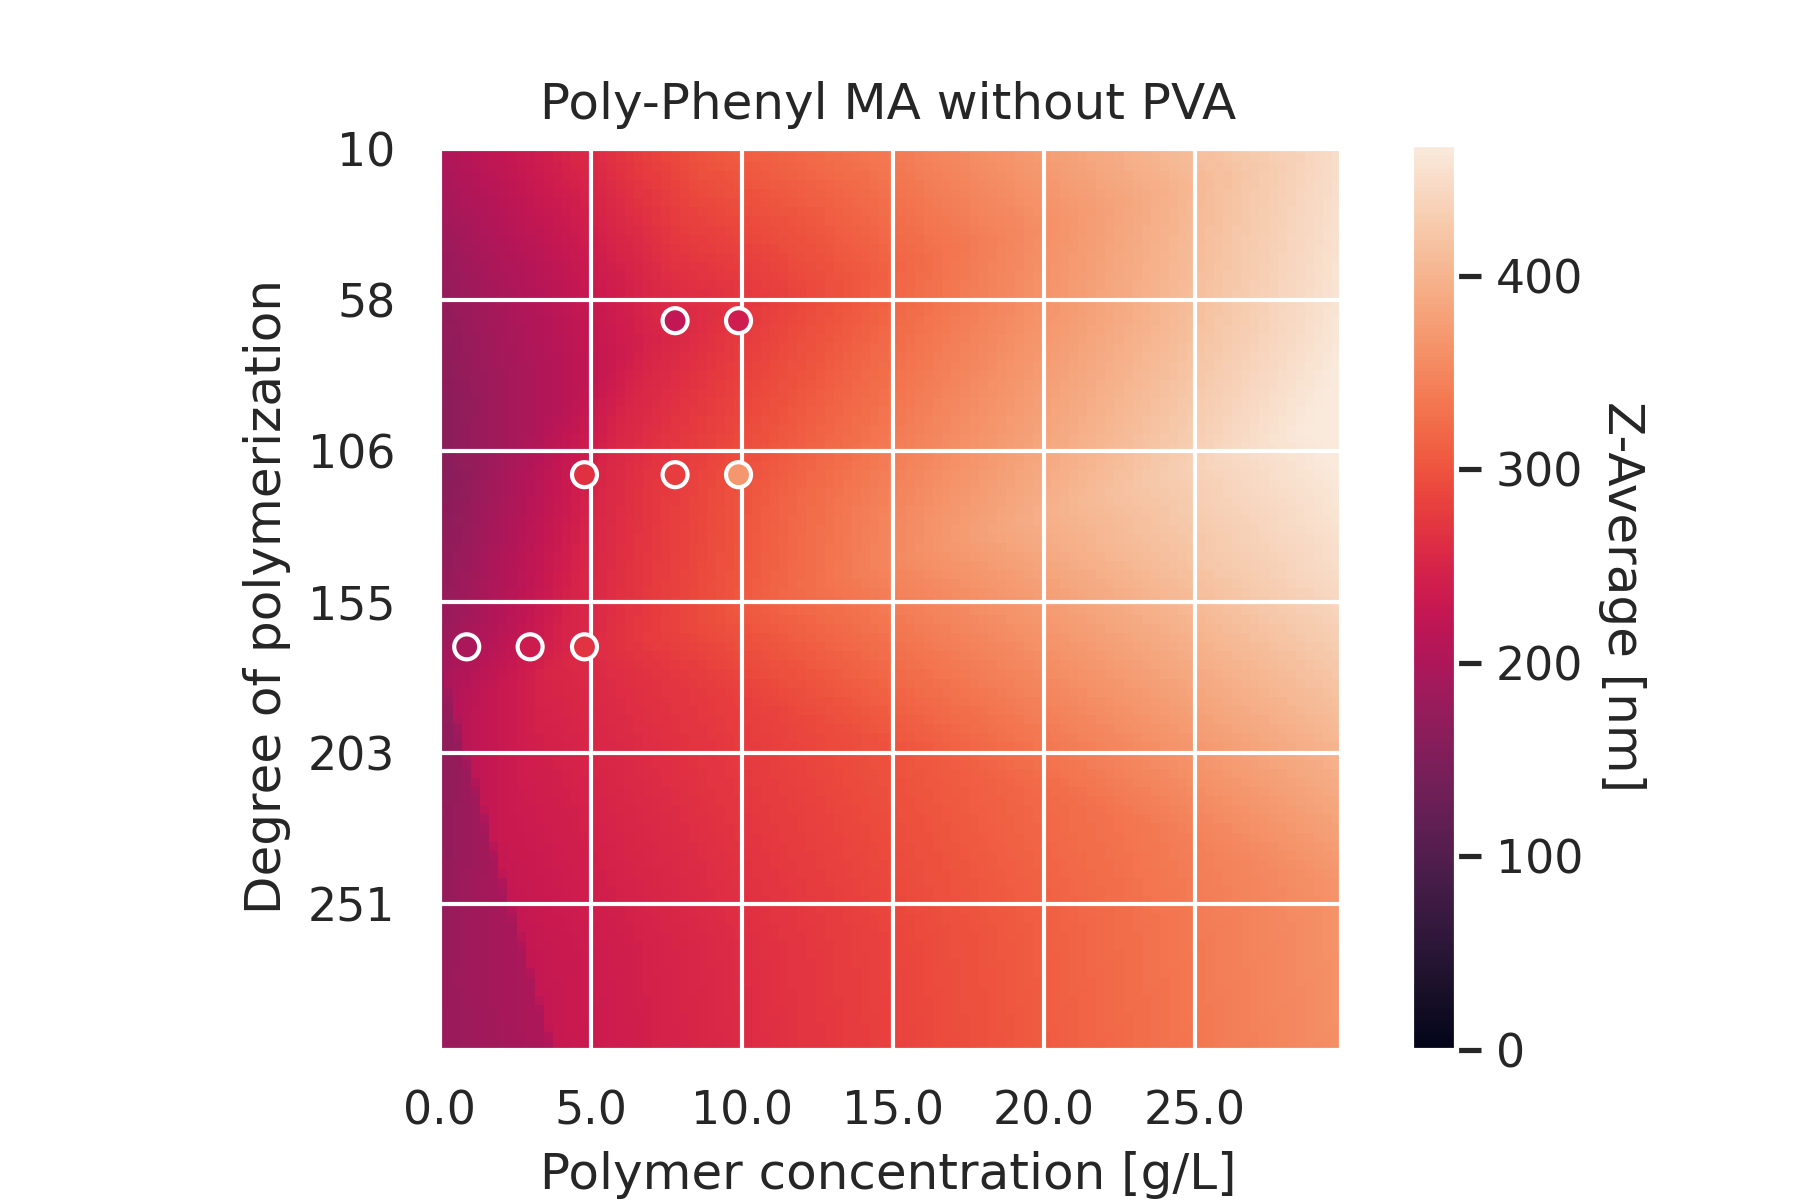 Poly-Phenyl MA without PVA
10
58
106
155
203
251
Degree of polymerization
0.0 5.0 10.0 15.0 20.0 25.0
Polymer concentration [g/L]
400
300
200
100
0
Z-Average [nm]